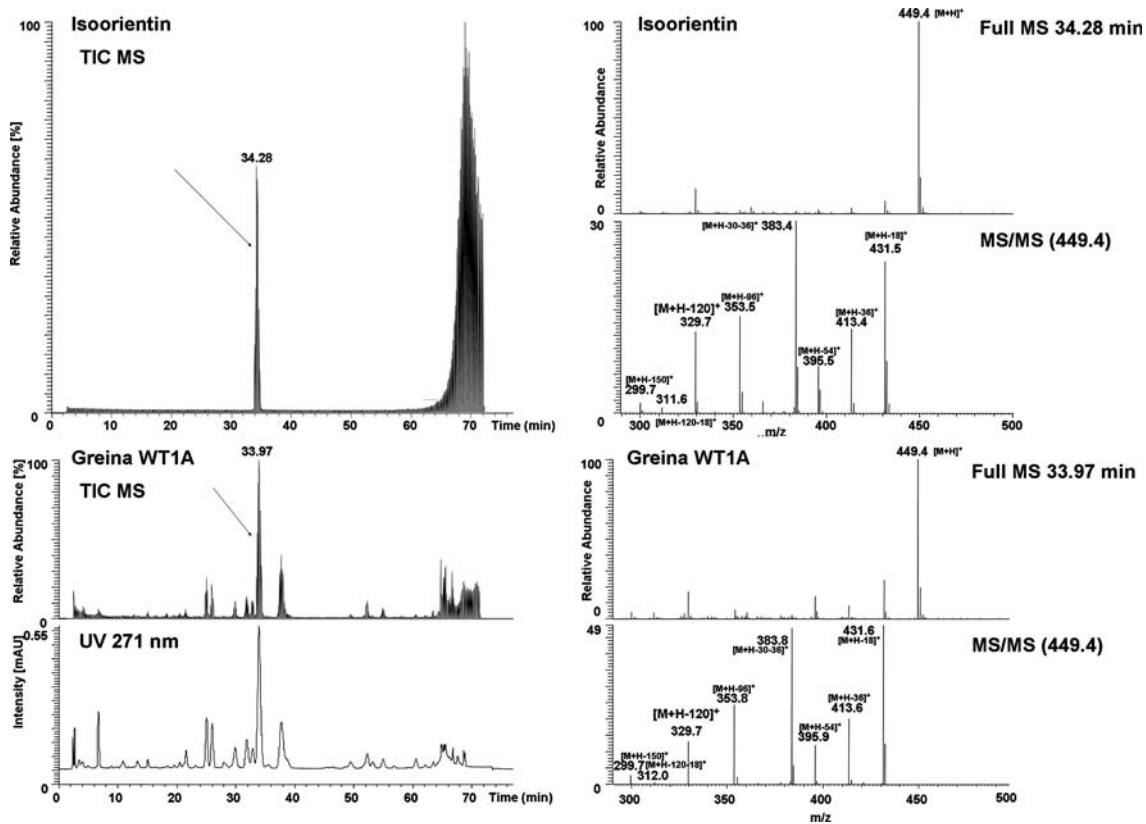 Isoorientin
TIC MS
Relative Abundance [%]
100
0
34.28
0 10 20 30 40 50 60 70 Time (min)
Isoorientin
Full MS 34.28 min
Relative Abundance
100
0
449.4 [M+H]+
MS/MS (449.4)
30
0
[M+H-30-36]+ 383.4
[M+H-18]+
431.5
[M+H-96]+
353.5
[M+H-120]+
329.7
[M+H-36]+
413.4
[M+H-54]+
395.5
[M+H-150]+
299.7
311.6
[M+H-120-18]+
300 350 400 450 500
..m/z
Greina WT1A
TIC MS
Relative Abundance [%]
100
0
33.97
UV 271 nm
Intensity [mAU]
0.55
0
0 10 20 30 40 50 60 70 Time (min)
Greina WT1A
Full MS 33.97 min
Relative Abundance
100
0
449.4 [M+H]+
MS/MS (449.4)
49
0
383.8
[M+H-30-36]+
431.6
[M+H-18]+
[M+H-96]+
353.8
[M+H-36]+
413.6
[M+H-120]+
329.7
[M+H-54]+
395.9
[M+H-150]+
299.7 [M+H-120-18]+
312.0
300 350 400 450 500
m/z